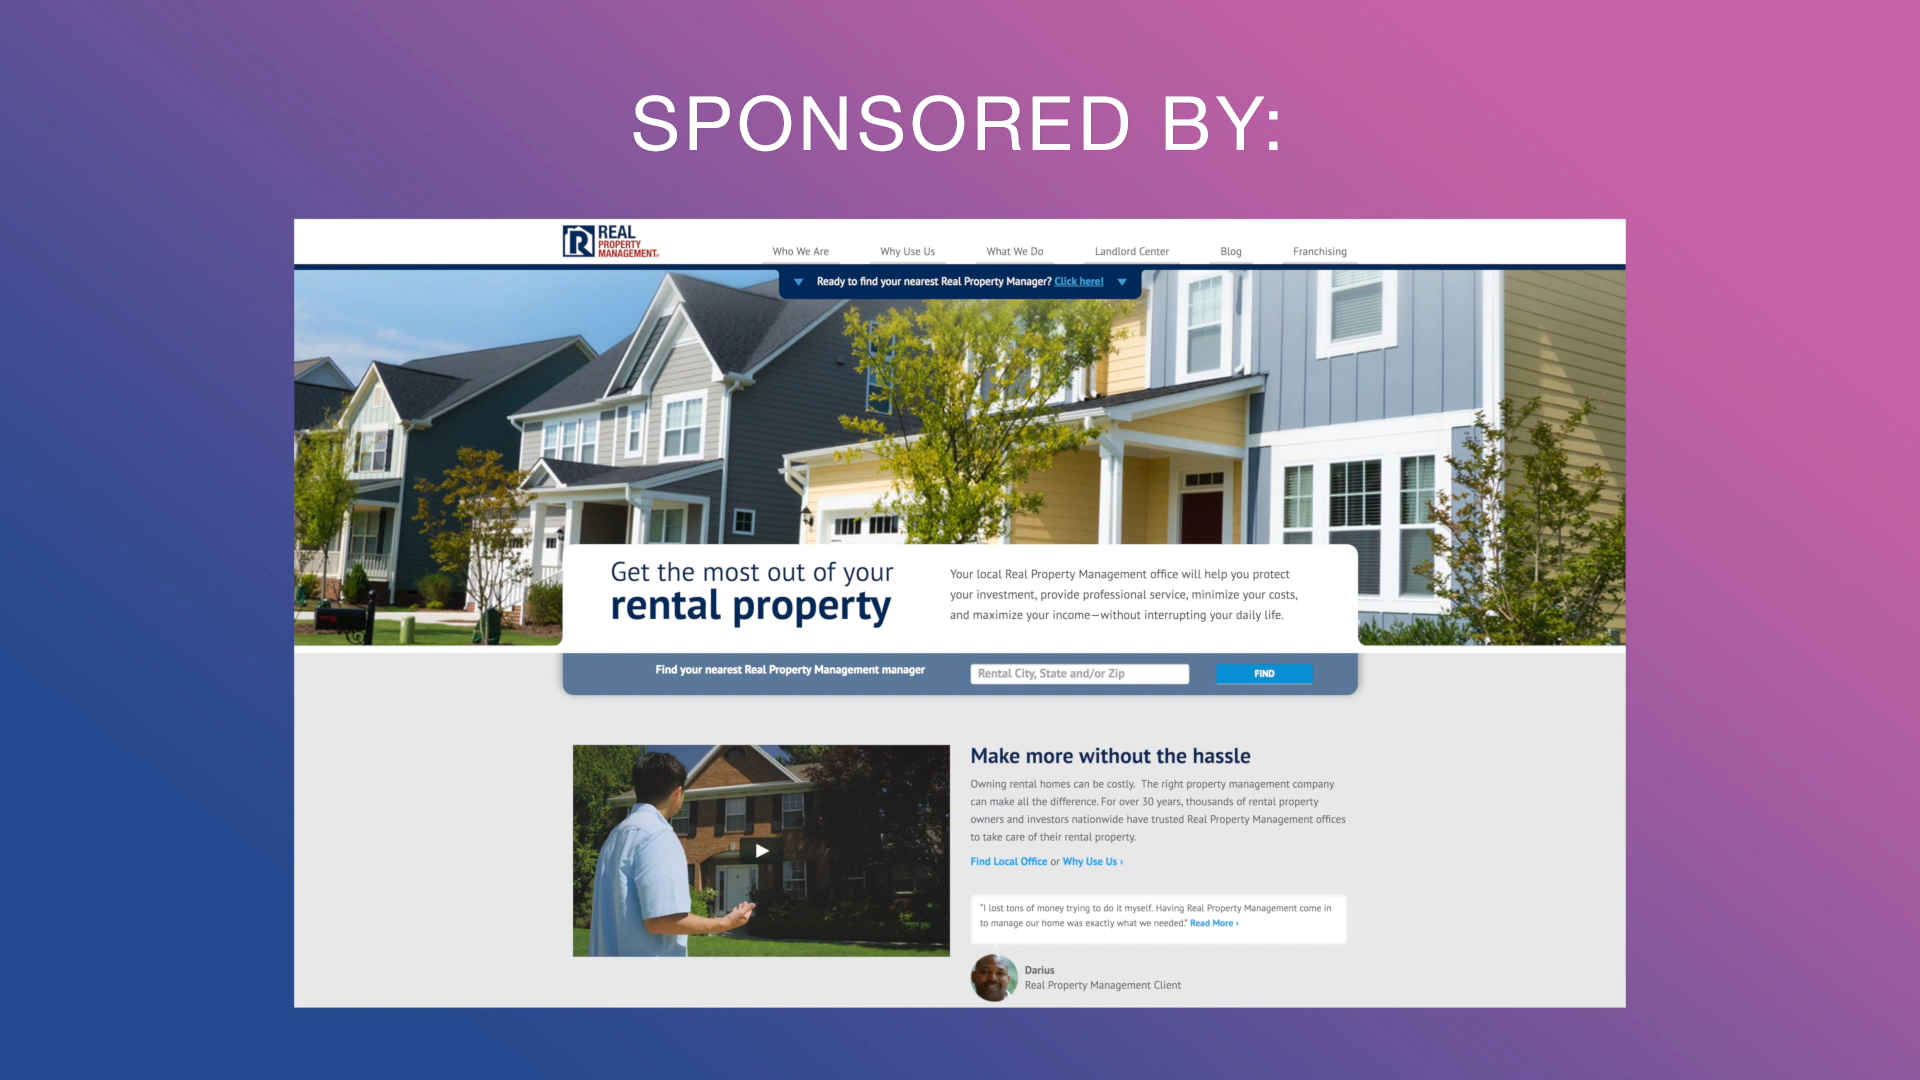 SPONSORED BY:
REAL
PROPERTY
MANAGEMENT
Who We Are
Why Use Us
What We Do
Landlord Center
Blog
Franchising
Ready to find your nearest Real Property Manager? Click here!
Get the most out of your
rental property
Your local Real Property Management office will help you protect
your investment, provide professional service, minimize your costs,
and maximize your income—without interrupting your daily life.
Find your nearest Real Property Management manager
Rental City, State and/or Zip
FIND
Make more without the hassle
Owning rental homes can be costly. The right property management company
can make all the difference. For over 30 years, thousands of rental property
owners and investors nationwide have trusted Real Property Management offices
to take care of their rental property.
Find Local Office or Why Use Us ›
"I lost tons of money trying to do it myself. Having Real Property Management come in
to manage our home was exactly what we needed." Read More ›
Darius
Real Property Management Client